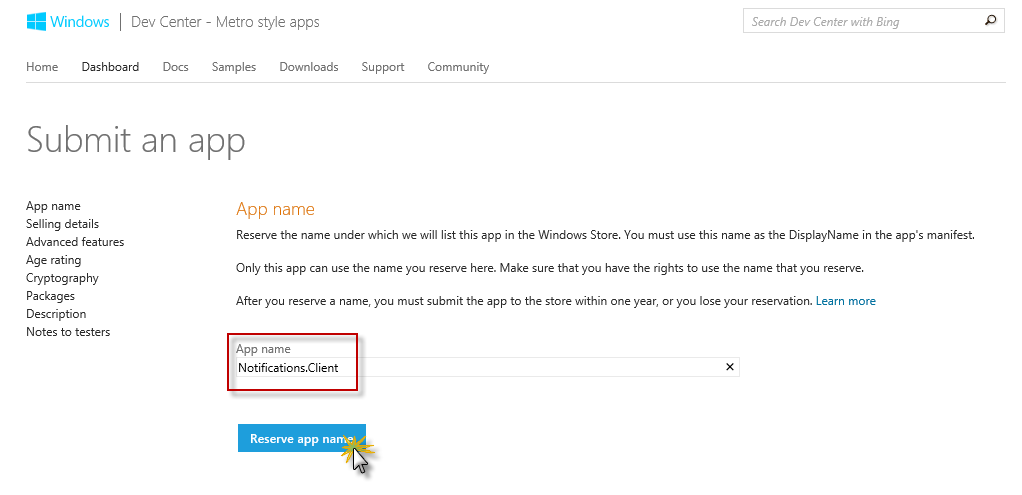 Windows | Dev Center - Metro style apps
Search Dev Center with Bing
Home Dashboard Docs Samples Downloads Support Community
Submit an app
App name
Selling details
Advanced features
Age rating
Cryptography
Packages
Description
Notes to testers
App name
Reserve the name under which we will list this app in the Windows Store. You must use this name as the DisplayName in the app's manifest.
Only this app can use the name you reserve here. Make sure that you have the rights to use the name that you reserve.
After you reserve a name, you must submit the app to the store within one year, or you lose your reservation. Learn more
App name
Notifications.Client
Reserve app name